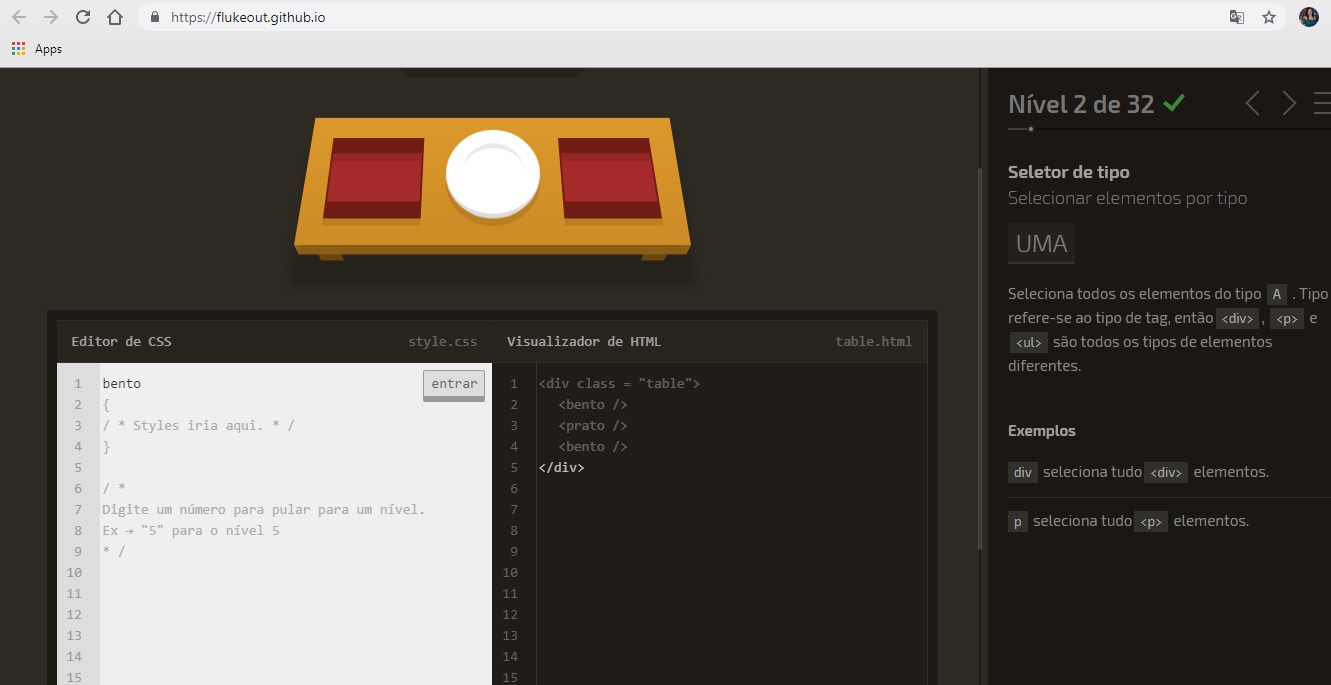 https://flukeout.github.io
Apps
Nível 2 de 32
Seletor de tipo
Selecionar elementos por tipo
UMA
Seleciona todos os elementos do tipo A . Tipo
refere-se ao tipo de tag, então <div> , <p> e
<ul> são todos os tipos de elementos
diferentes.
Exemplos
div seleciona tudo <div> elementos.
p seleciona tudo <p> elementos.
Editor de CSS style.css
1 bento entrar
2 {
3 / * Styles iria aqui. * /
4 }
5
6 / *
7 Digite um número para pular para um nível.
8 Ex → "5" para o nível 5
9 * /
10
11
12
13
14
15
Visualizador de HTML table.html
1 <div class = "table">
2 <bento />
3 <prato />
4 <bento />
5 </div>
6
7
8
9
10
11
12
13
14
15